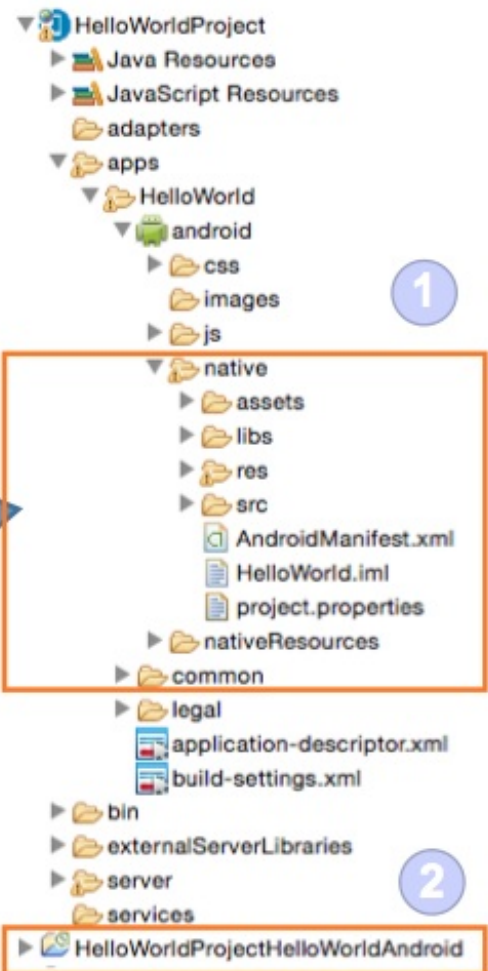 HelloWorldProject
Java Resources
JavaScript Resources
adapters
apps
HelloWorld
android
css
images
1
js
native
assets
libs
res
src
AndroidManifest.xml
HelloWorld.iml
project.properties
nativeResources
common
legal
application-descriptor.xml
build-settings.xml
bin
externalServerLibraries
server
2
services
HelloWorldProjectHelloWorldAndroid